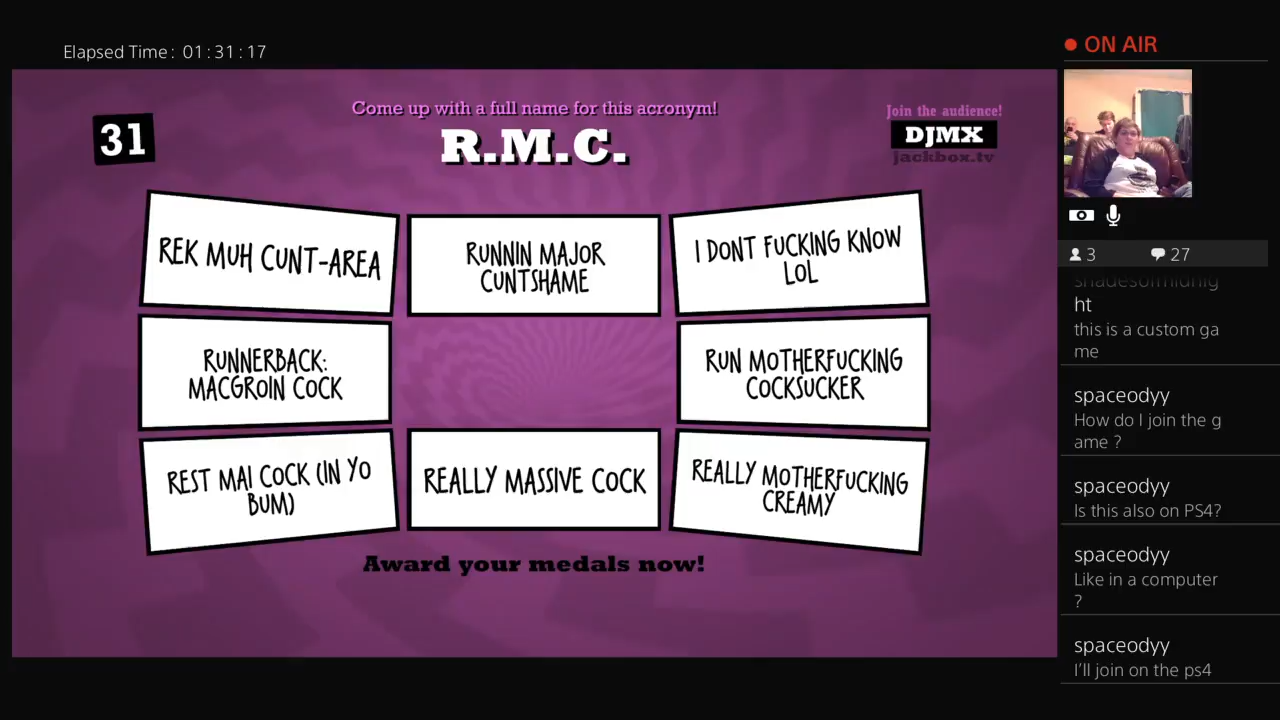 Elapsed Time: 01:31:17
ON AIR
31
Come up with a full name for this acronym!
R.M.C.
Join the audience!
DJMX
jackbox.tv
REK MUH CUNT-AREA
RUNNIN MAJOR
CUNTSHAME
I DONT FUCKING KNOW
LOL
RUNNERBACK:
MACGROIN COCK
RUN MOTHERFUCKING
COCKSUCKER
REST MAI COCK (IN YO
BUM)
REALLY MASSIVE COCK
REALLY MOTHERFUCKING
CREAMY
Award your medals now!
3
27
shadesofmidnig
ht
this is a custom ga
me
spaceodyy
How do I join the g
ame ?
spaceodyy
Is this also on PS4?
spaceodyy
Like in a computer
?
spaceodyy
I'll join on the ps4